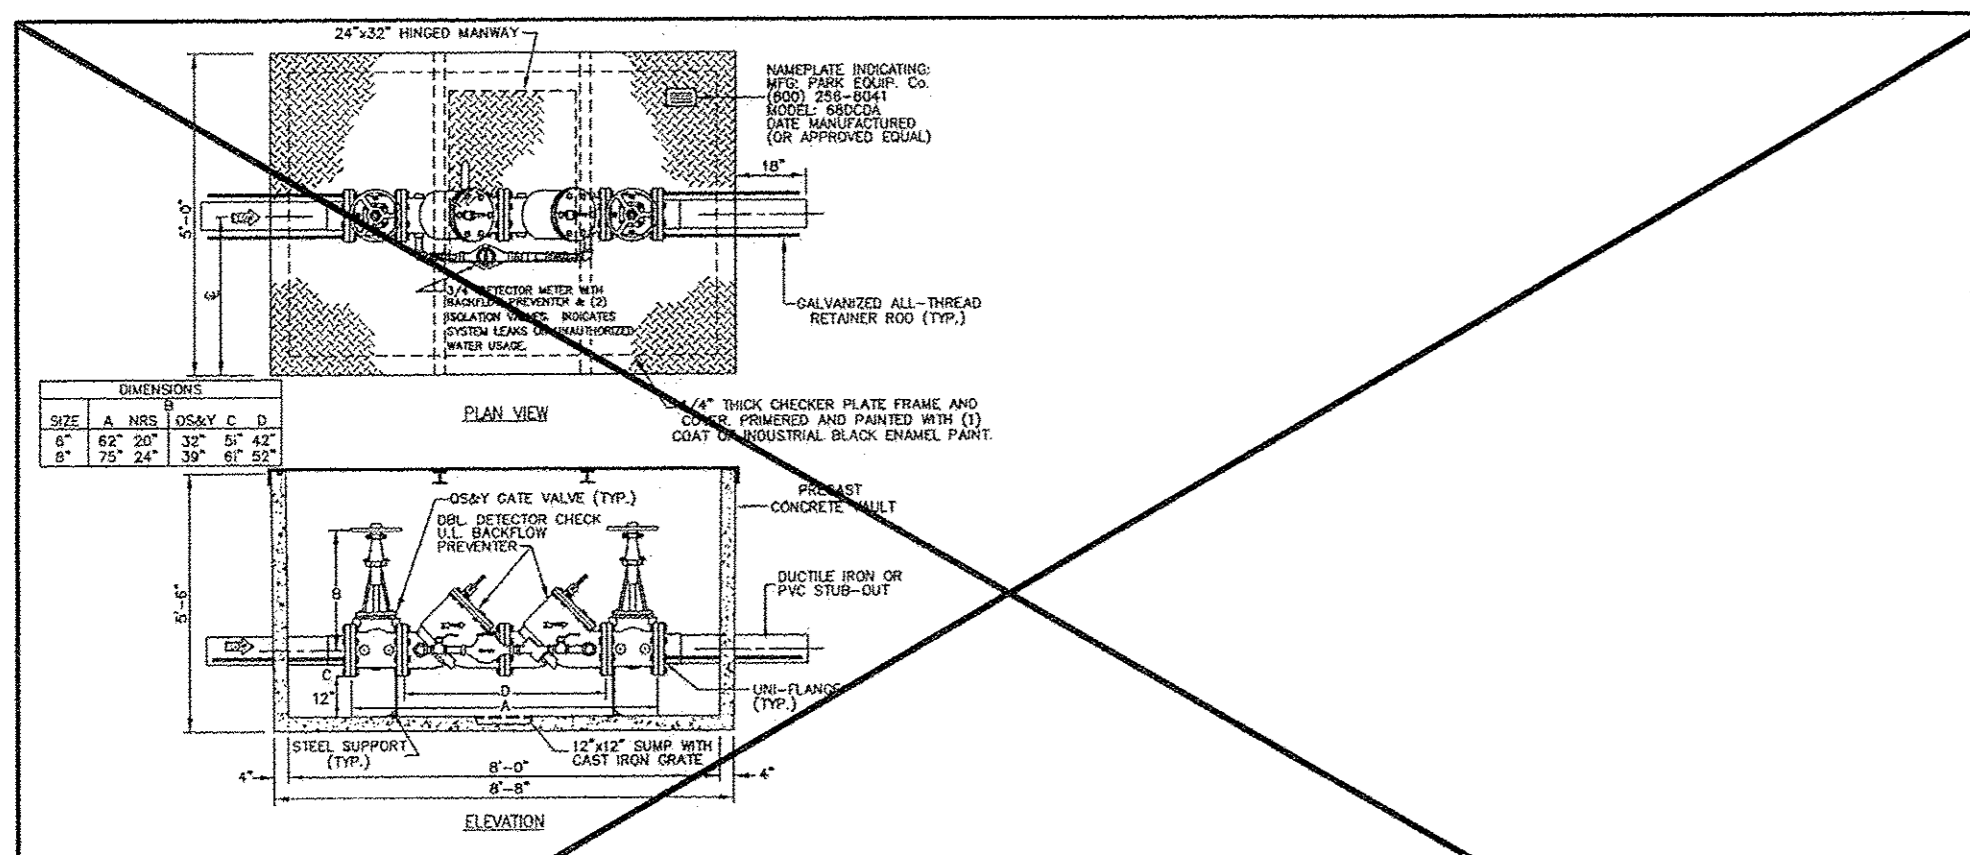 24"x32" HINGED MANWAY
NAMEPLATE INDICATING:
MFG: PARK EQUIP. Co.
(800) 256-8041
MODEL: 68DCDA
DATE MANUFACTURED
(OR APPROVED EQUAL)
18"
5'-0"
3/4" DETECTOR METER WITH
BACKFLOW PREVENTER & (2)
ISOLATION VALVES. INDICATES
SYSTEM LEAKS OR UNAUTHORIZED
WATER USAGE.
GALVANIZED ALL-THREAD
RETAINER ROD (TYP.)
1/4" THICK CHECKER PLATE FRAME AND
COVER. PRIMERED AND PAINTED WITH (1)
COAT OF INDUSTRIAL BLACK ENAMEL PAINT.
PLAN VIEW
DIMENSIONS
B
SIZE A NRS OS&Y C D
6" 62" 20" 32" 51" 42"
8" 75" 24" 39" 61" 52"
OS&Y GATE VALVE (TYP.)
DBL. DETECTOR CHECK
U.L. BACKFLOW
PREVENTER
PRECAST
CONCRETE VAULT
5'-6"
B
DUCTILE IRON OR
PVC STUB-OUT
C
12"
D
A
UNI-FLANGE
(TYP.)
STEEL SUPPORT
(TYP.)
12"x12" SUMP WITH
CAST IRON GRATE
4"
8'-0"
4"
8'-8"
ELEVATION